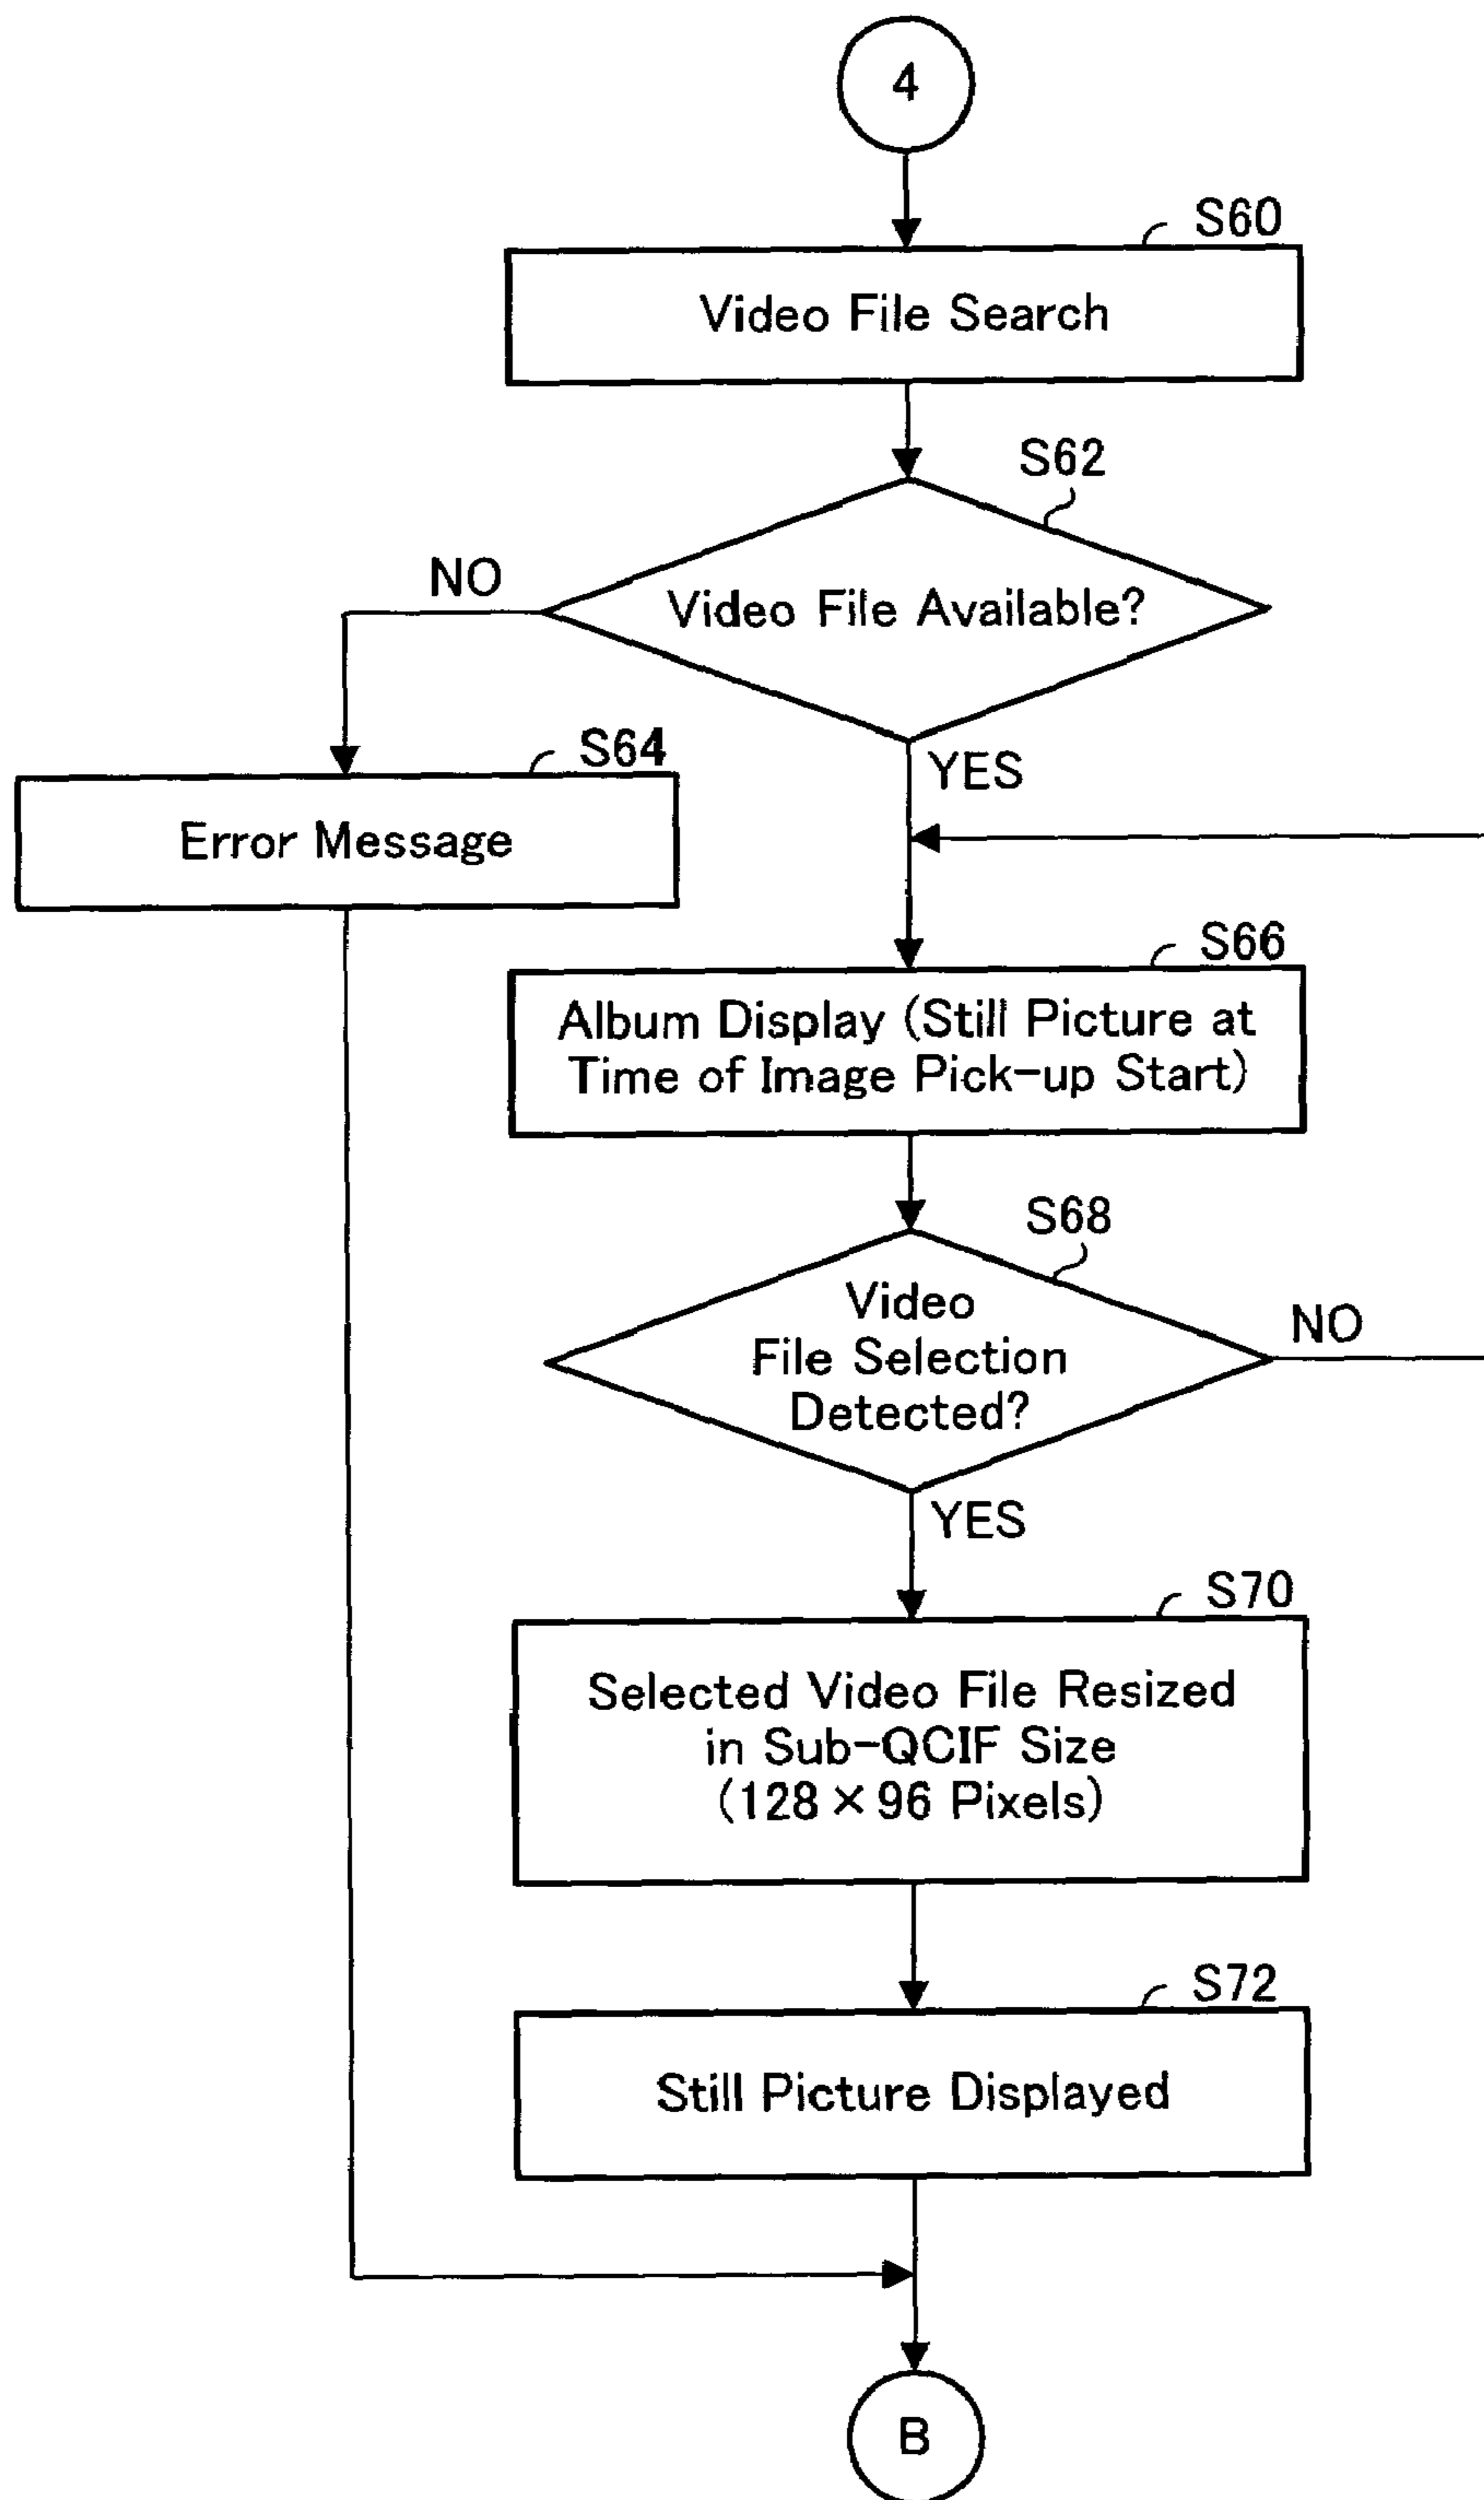 4
S60
Video File Search
S62
NO
Video File Available?
S64
YES
Error Message
S66
Album Display (Still Picture at
Time of Image Pick-up Start)
S68
Video
File Selection
Detected?
NO
YES
S70
Selected Video File Resized
in Sub-QCIF Size
(128 × 96 Pixels)
S72
Still Picture Displayed
B